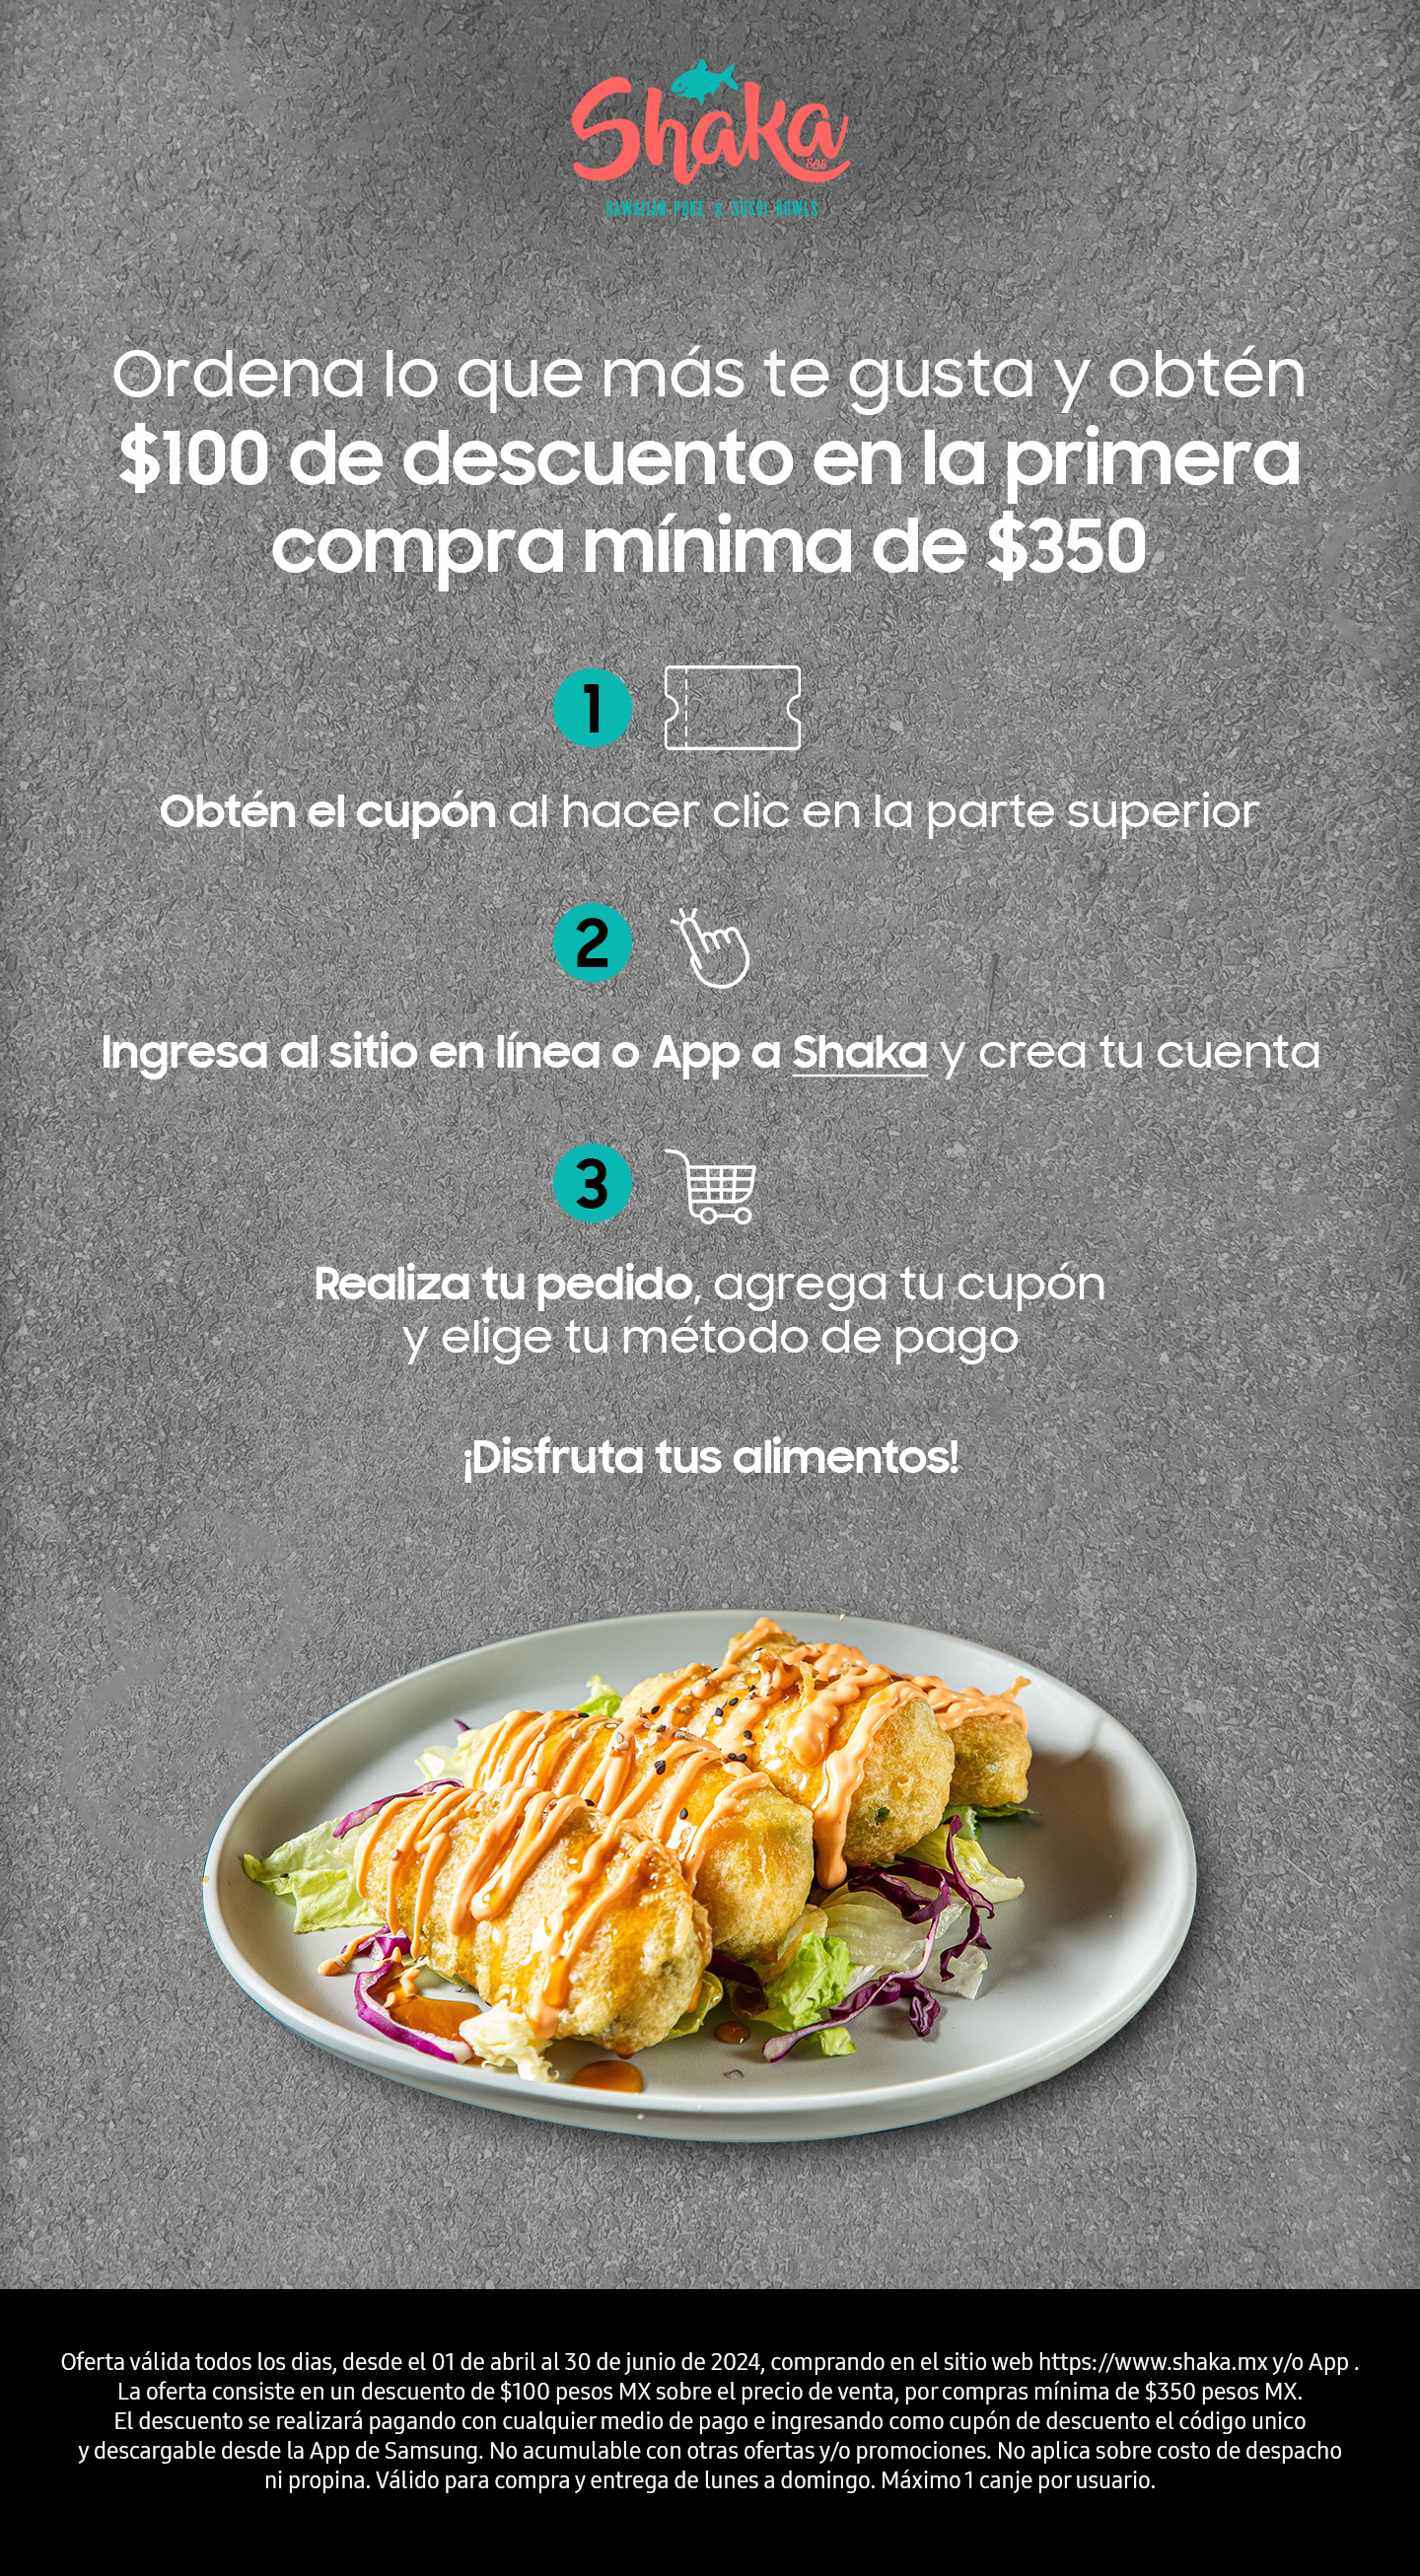 Shaka
HAWAIIAN POKÉ & SUSHI BOWLS
Ordena lo que más te gusta y obtén
$100 de descuento en la primera
compra mínima de $350
1
Obtén el cupón al hacer clic en la parte superior
2
Ingresa al sitio en línea o App a Shaka y crea tu cuenta
3
Realiza tu pedido, agrega tu cupón
y elige tu método de pago
¡Disfruta tus alimentos!
Oferta válida todos los dias, desde el 01 de abril al 30 de junio de 2024, comprando en el sitio web https://www.shaka.mx y/o App .
La oferta consiste en un descuento de $100 pesos MX sobre el precio de venta, por compras mínima de $350 pesos MX.
El descuento se realizará pagando con cualquier medio de pago e ingresando como cupón de descuento el código unico
y descargable desde la App de Samsung. No acumulable con otras ofertas y/o promociones. No aplica sobre costo de despacho
ni propina. Válido para compra y entrega de lunes a domingo. Máximo 1 canje por usuario.